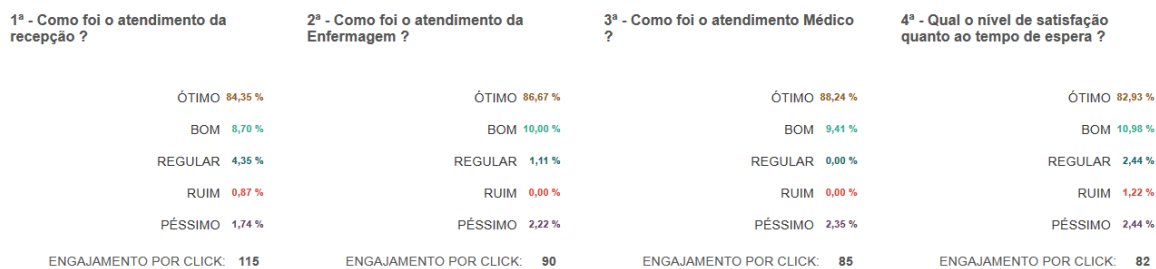 1ª - Como foi o atendimento da
recepção ?
ÓTIMO 84,35 %
BOM 8,70 %
REGULAR 4,35 %
RUIM 0,87 %
PÉSSIMO 1,74 %
ENGAJAMENTO POR CLICK: 115
2ª - Como foi o atendimento da
Enfermagem ?
ÓTIMO 86,67 %
BOM 10,00 %
REGULAR 1,11 %
RUIM 0,00 %
PÉSSIMO 2,22 %
ENGAJAMENTO POR CLICK: 90
3ª - Como foi o atendimento Médico
?
ÓTIMO 88,24 %
BOM 9,41 %
REGULAR 0,00 %
RUIM 0,00 %
PÉSSIMO 2,35 %
ENGAJAMENTO POR CLICK: 85
4ª - Qual o nível de satisfação
quanto ao tempo de espera ?
ÓTIMO 82,93 %
BOM 10,98 %
REGULAR 2,44 %
RUIM 1,22 %
PÉSSIMO 2,44 %
ENGAJAMENTO POR CLICK: 82